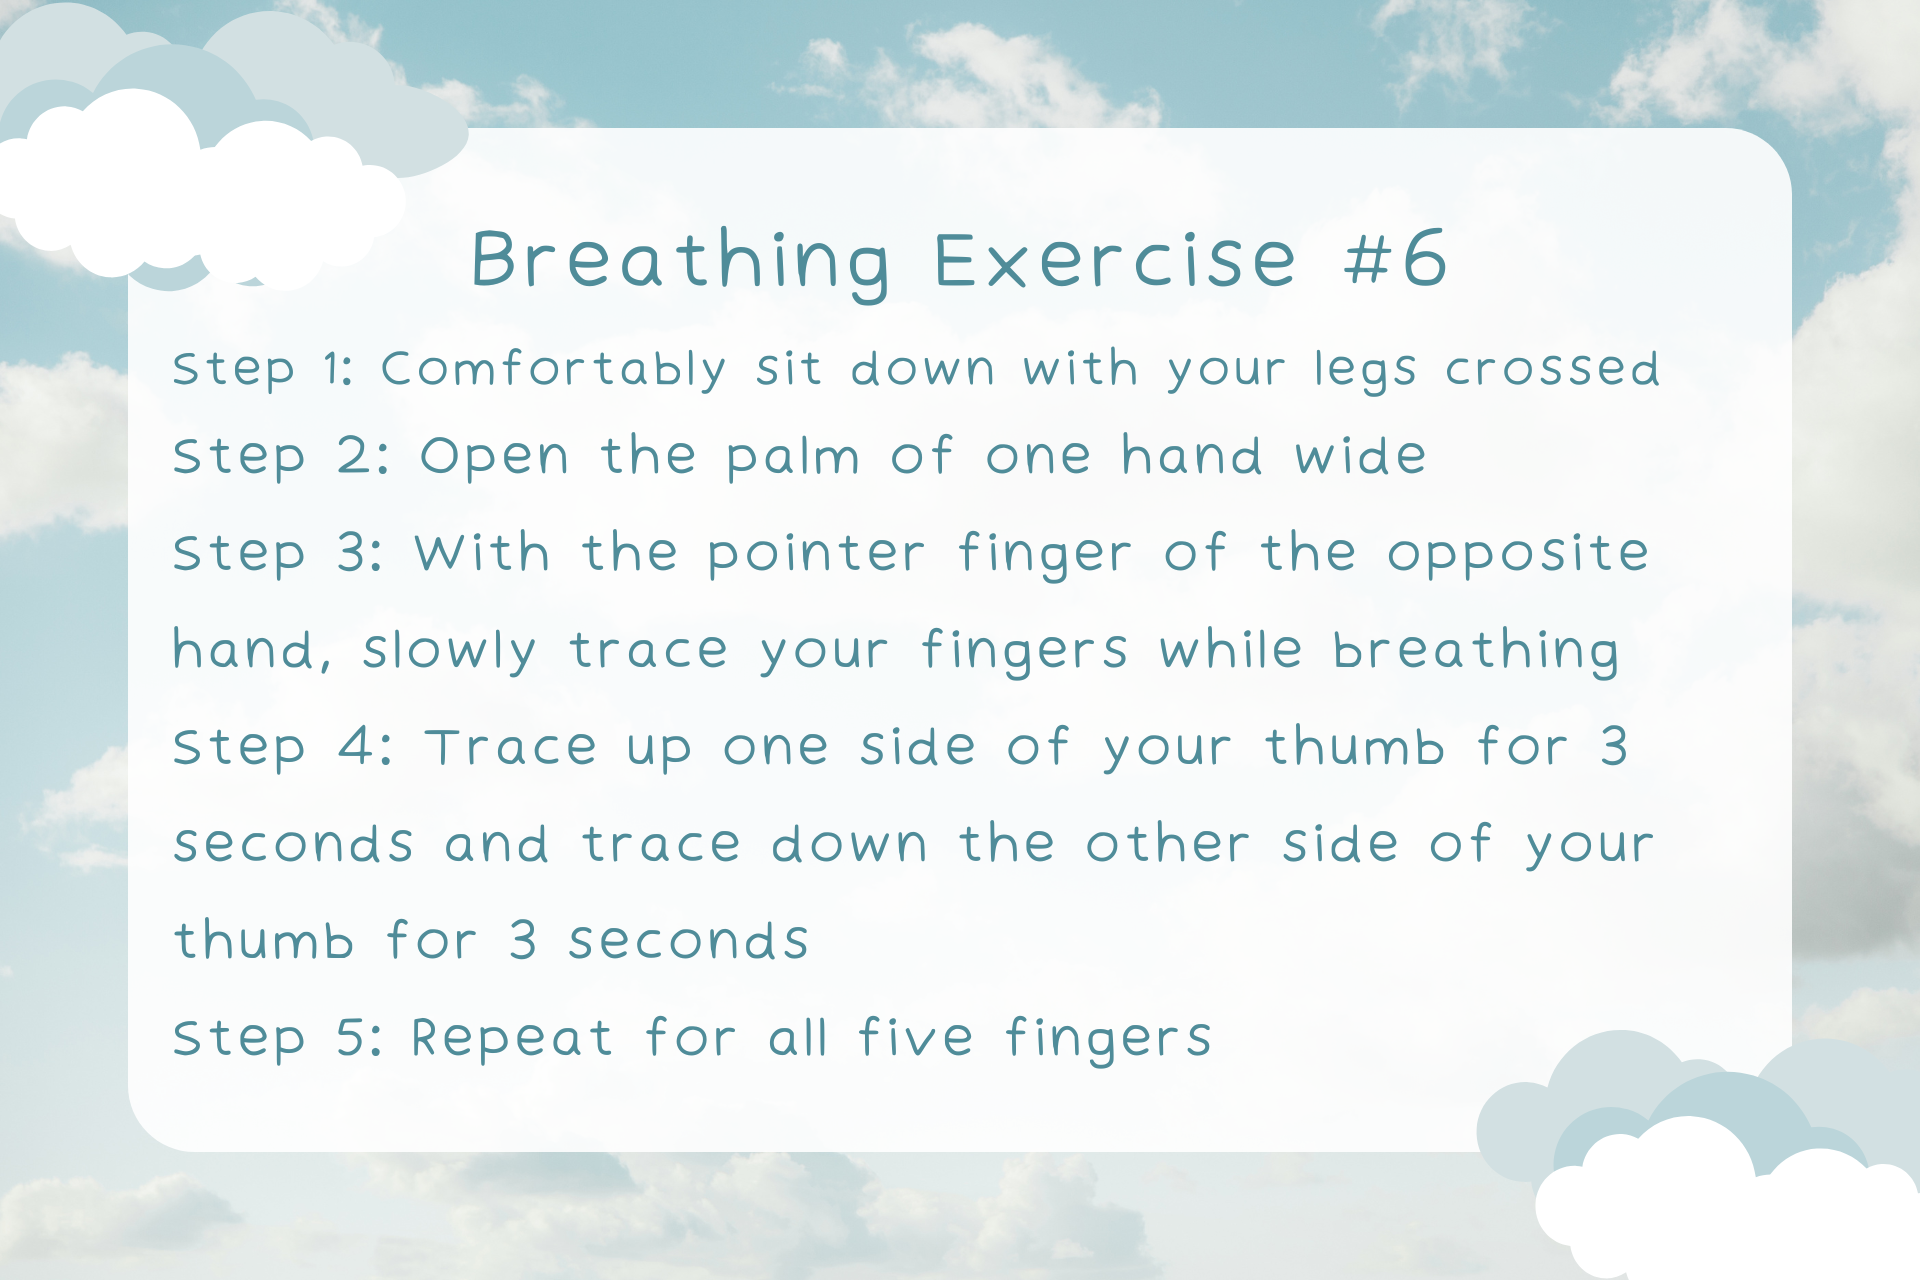 Breathing Exercise #6
Step 1: Comfortably sit down with your legs crossed
Step 2: Open the palm of one hand wide
Step 3: With the pointer finger of the opposite
hand, slowly trace your fingers while breathing
Step 4: Trace up one side of your thumb for 3
seconds and trace down the other side of your
thumb for 3 seconds
Step 5: Repeat for all five fingers